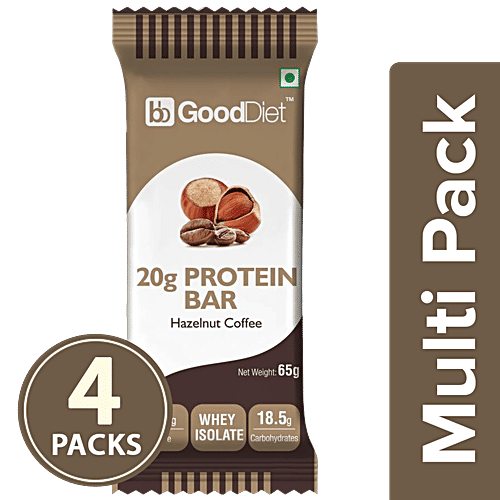 bb GoodDiet™
20g PROTEIN
BAR
Hazelnut Coffee
Net Weight: 65g
WHEY
ISOLATE
18.5g
Carbohydrates
4
PACKS
Multi Pack